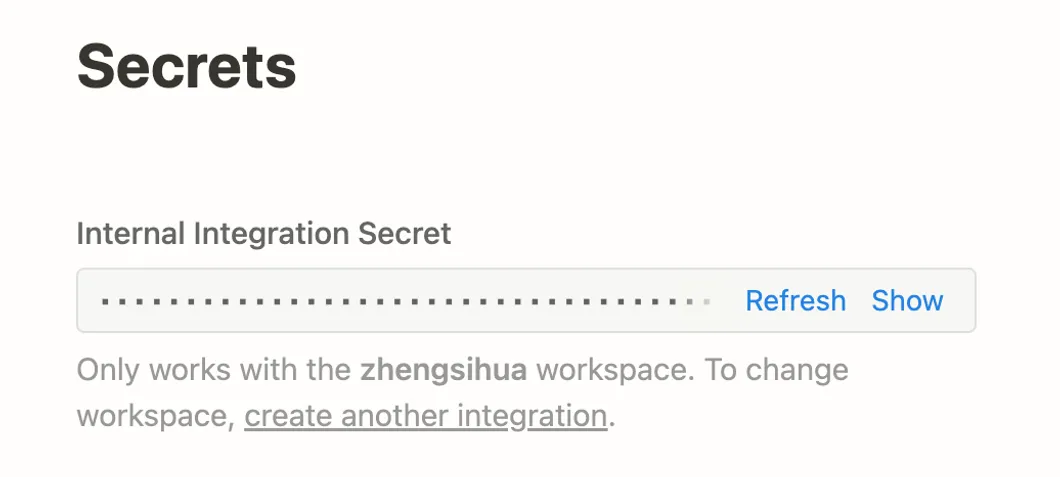 Secrets
Internal Integration Secret
Refresh Show
Only works with the zhengsihua workspace. To change
workspace, create another integration.